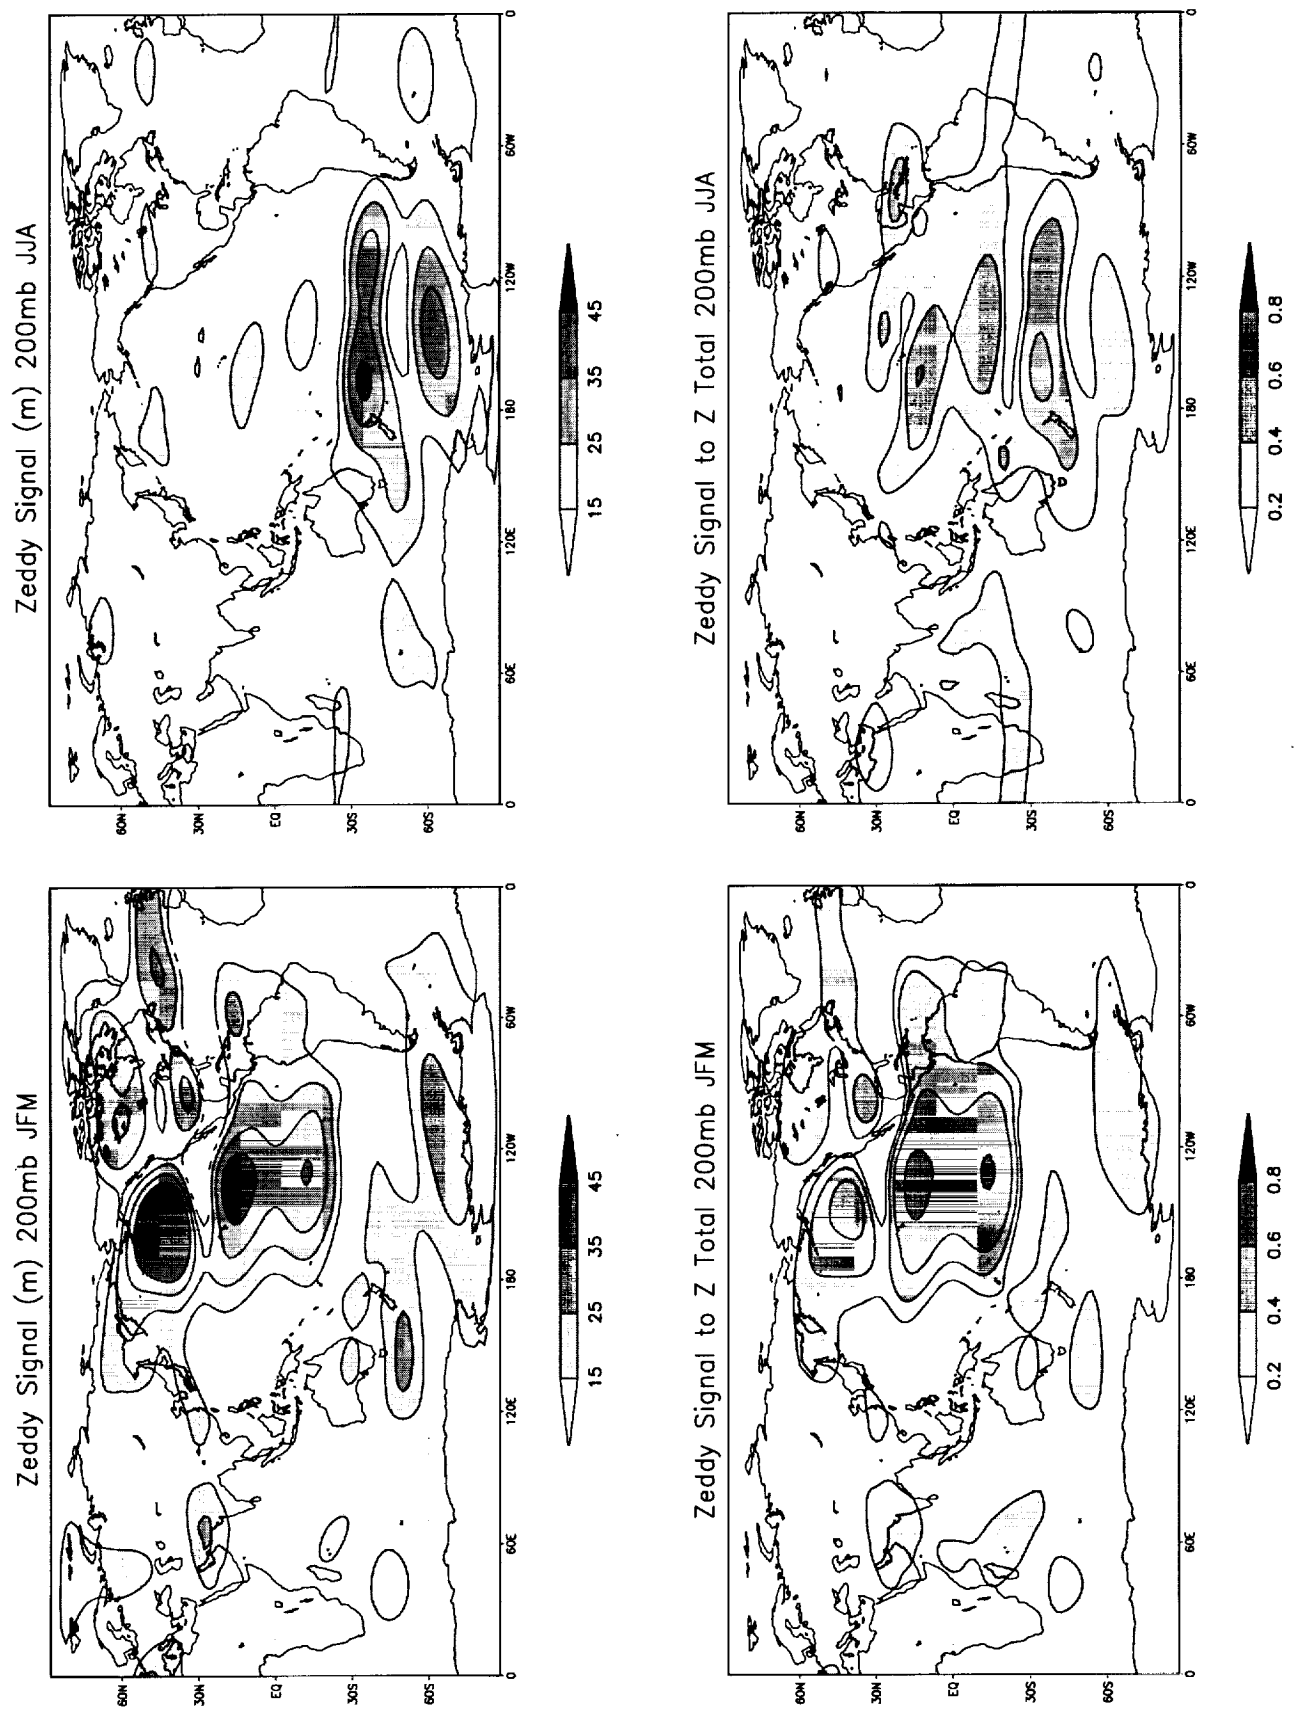 Zeddy Signal (m) 200mb JFM
60N
30N
EQ
30S
60S
0
60E
120E
180
120W
60W
0
15
25
35
45
Zeddy Signal (m) 200mb JJA
60N
30N
EQ
30S
60S
0
60E
120E
180
120W
60W
0
15
25
35
45
Zeddy Signal to Z Total 200mb JFM
60N
30N
EQ
30S
60S
0
60E
120E
180
120W
60W
0
0.2
0.4
0.6
0.8
Zeddy Signal to Z Total 200mb JJA
60N
30N
EQ
30S
60S
0
60E
120E
180
120W
60W
0
0.2
0.4
0.6
0.8